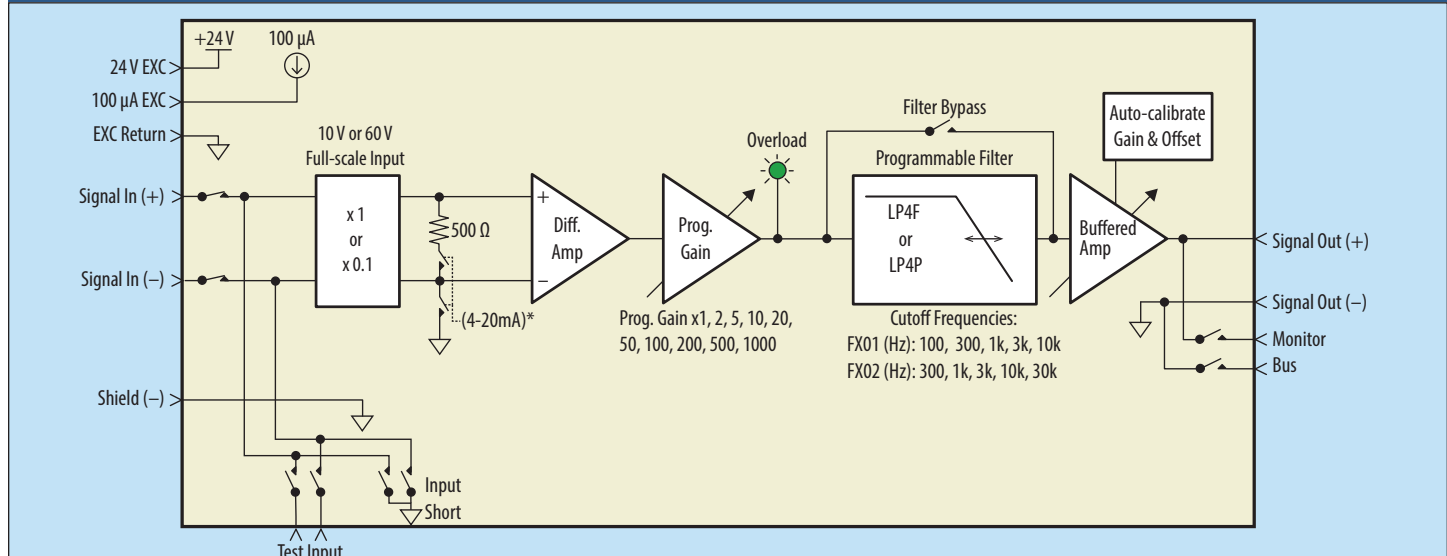 +24 V
100 µA
24 V EXC
100 µA EXC
EXC Return
10 V or 60 V
Full-scale Input
Signal In (+)
Signal In (–)
x 1
or
x 0.1
500 Ω
(4-20mA)*
+
–
Diff.
Amp
Prog.
Gain
Prog. Gain x1, 2, 5, 10, 20,
50, 100, 200, 500, 1000
Overload
Filter Bypass
Programmable Filter
LP4F
or
LP4P
Cutoff Frequencies:
FX01 (Hz): 100, 300, 1k, 3k, 10k
FX02 (Hz): 300, 1k, 3k, 10k, 30k
Auto-calibrate
Gain & Offset
Buffered
Amp
Signal Out (+)
Signal Out (–)
Monitor
Bus
Shield (–)
Input
Short
Test Input